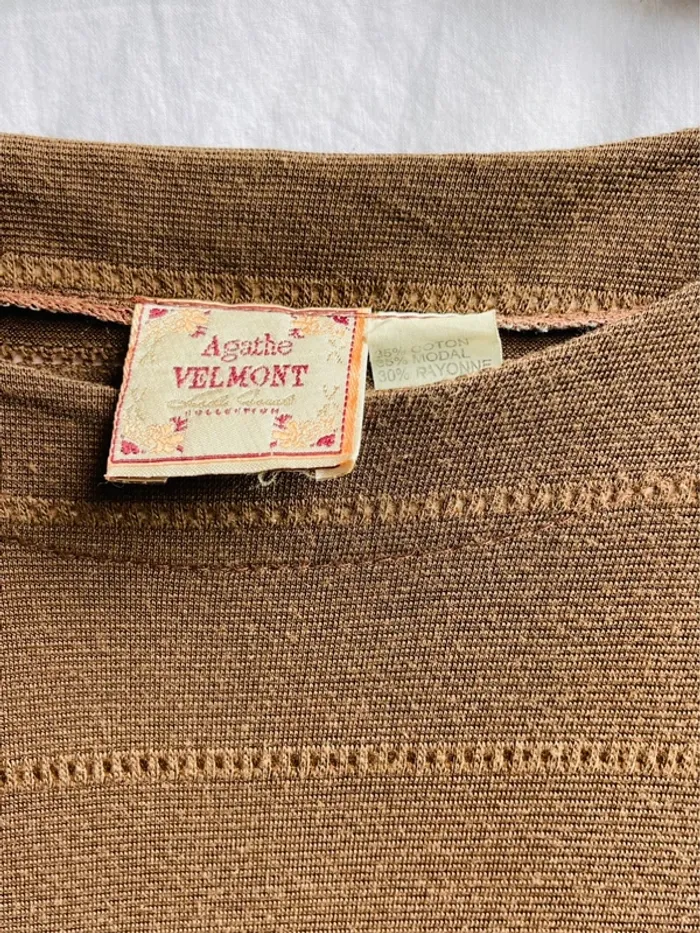 Agathe
VELMONT
COLLECTION
COTON
MODAL
30% RAYONNE